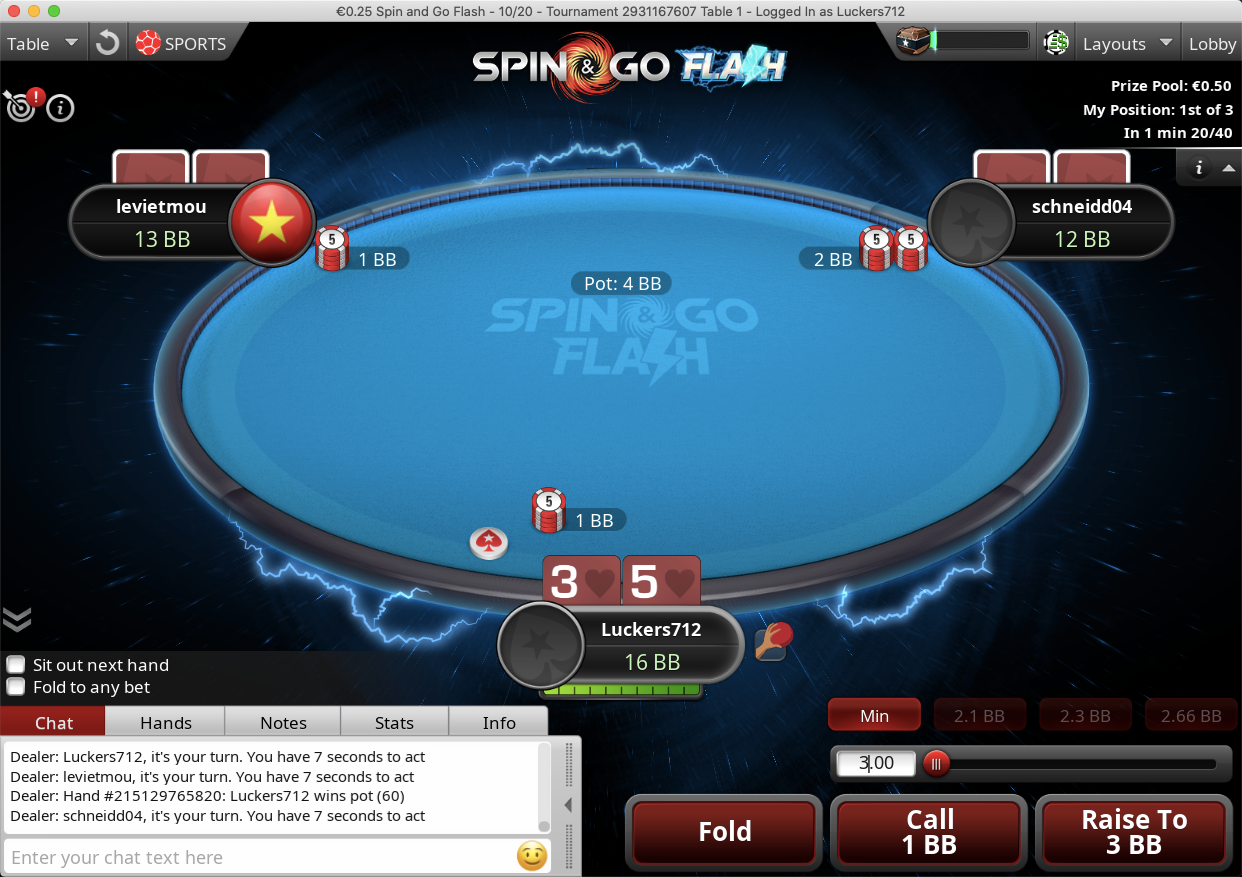 €0.25 Spin and Go Flash - 10/20 - Tournament 2931167607 Table 1 - Logged In as Luckers712
Table
SPORTS
SPIN & GO FLASH
Layouts
Lobby
Prize Pool: €0.50
My Position: 1st of 3
In 1 min 20/40
levietmou
13 BB
schneidd04
12 BB
5
1 BB
2 BB
5
5
Pot: 4 BB
SPIN & GO
FLASH
5
1 BB
3
5
Luckers712
16 BB
Sit out next hand
Fold to any bet
Chat
Hands
Notes
Stats
Info
Dealer: Luckers712, it's your turn. You have 7 seconds to act
Dealer: levietmou, it's your turn. You have 7 seconds to act
Dealer: Hand #215129765820: Luckers712 wins pot (60)
Dealer: schneidd04, it's your turn. You have 7 seconds to act
Enter your chat text here
Min
2.1 BB
2.3 BB
2.66 BB
3.00
Fold
Call
1 BB
Raise To
3 BB